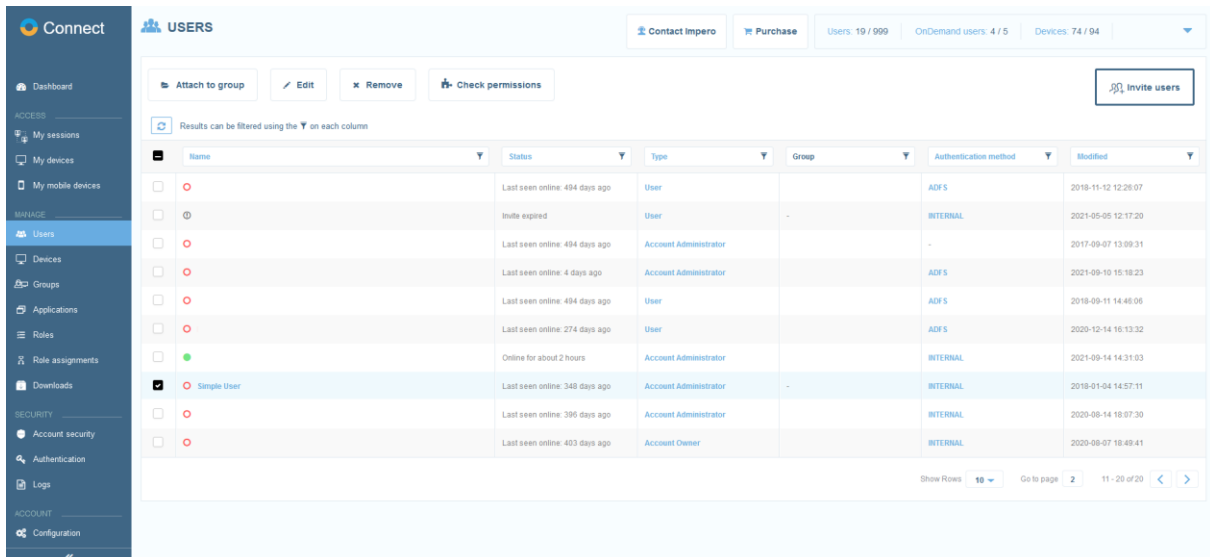 Connect
USERS
Contact Impero
Purchase
Users: 19 / 999
OnDemand users: 4 / 5
Devices: 74 / 94
Dashboard
ACCESS
My sessions
My devices
My mobile devices
MANAGE
Users
Devices
Groups
Applications
Roles
Role assignments
Downloads
SECURITY
Account security
Authentication
Logs
ACCOUNT
Configuration
Attach to group
Edit
Remove
Check permissions
Invite users
Results can be filtered using the on each column
Name Status Type Group Authentication method Modified
Last seen online: 494 days ago User ADFS 2018-11-12 12:26:07
Invite expired User - INTERNAL 2021-05-05 12:17:20
Last seen online: 494 days ago Account Administrator - 2017-09-07 13:09:31
Last seen online: 4 days ago Account Administrator ADFS 2021-09-10 15:18:23
Last seen online: 494 days ago User ADFS 2018-09-11 14:46:06
Last seen online: 274 days ago User ADFS 2020-12-14 16:13:32
Online for about 2 hours Account Administrator INTERNAL 2021-09-14 14:31:03
Simple User Last seen online: 348 days ago Account Administrator - INTERNAL 2018-01-04 14:57:11
Last seen online: 396 days ago Account Administrator INTERNAL 2020-08-14 18:07:30
Last seen online: 403 days ago Account Owner INTERNAL 2020-08-07 18:49:41
Show Rows 10 Go to page 2 11 - 20 of 20